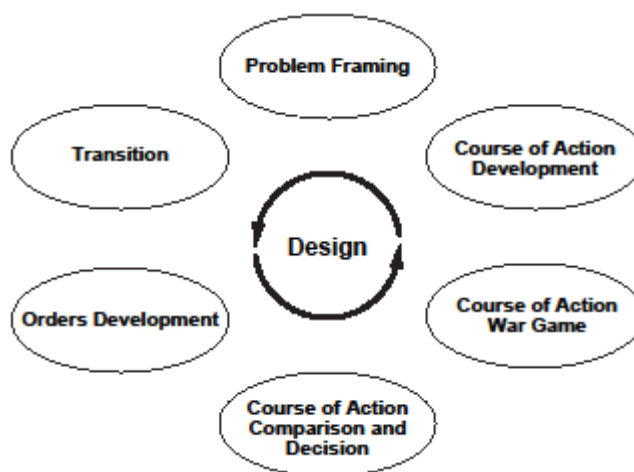 Problem Framing
Course of Action
Development
Course of Action
War Game
Course of Action
Comparison and
Decision
Orders Development
Transition
Design